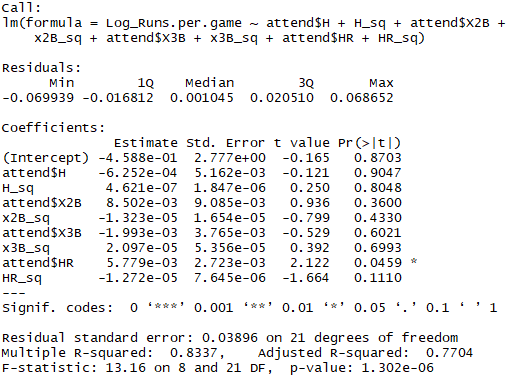 Call:
lm(formula = Log_Runs.per.game ~ attend$H + H_sq + attend$X2B +
    x2B_sq + attend$X3B + x3B_sq + attend$HR + HR_sq)
Residuals:
      Min        1Q    Median        3Q       Max
-0.069939 -0.016812  0.001045  0.020510  0.068652
Coefficients:
              Estimate Std. Error t value Pr(>|t|)
(Intercept) -4.588e-01  2.777e+00  -0.165   0.8703
attend$H    -6.252e-04  5.162e-03  -0.121   0.9047
H_sq         4.621e-07  1.847e-06   0.250   0.8048
attend$X2B   8.502e-03  9.085e-03   0.936   0.3600
x2B_sq      -1.323e-05  1.654e-05  -0.799   0.4330
attend$X3B  -1.993e-03  3.765e-03  -0.529   0.6021
x3B_sq       2.097e-05  5.356e-05   0.392   0.6993
attend$HR    5.779e-03  2.723e-03   2.122   0.0459 *
HR_sq       -1.272e-05  7.645e-06  -1.664   0.1110
---
Signif. codes:  0 ‘***’ 0.001 ‘**’ 0.01 ‘*’ 0.05 ‘.’ 0.1 ‘ ’ 1
Residual standard error: 0.03896 on 21 degrees of freedom
Multiple R-squared:  0.8337,    Adjusted R-squared:  0.7704
F-statistic: 13.16 on 8 and 21 DF,  p-value: 1.302e-06